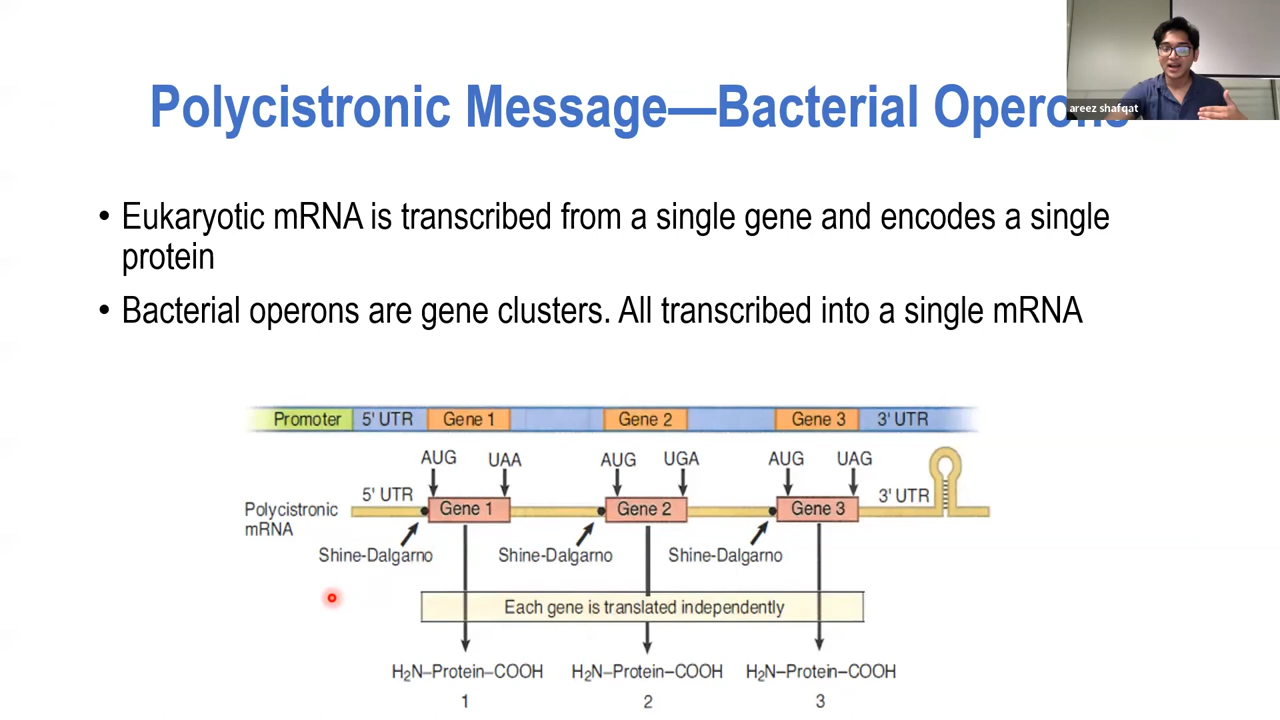 Polycistronic Message—Bacterial Operons
areez shafqat
• Eukaryotic mRNA is transcribed from a single gene and encodes a single
protein
• Bacterial operons are gene clusters. All transcribed into a single mRNA
Promoter 5' UTR Gene 1 Gene 2 Gene 3 3' UTR
AUG UAA AUG UGA AUG UAG
5' UTR 3' UTR
Polycistronic
mRNA
Gene 1 Gene 2 Gene 3
Shine-Dalgarno Shine-Dalgarno Shine-Dalgarno
Each gene is translated independently
H₂N–Protein–COOH H₂N–Protein–COOH H₂N–Protein–COOH
1 2 3